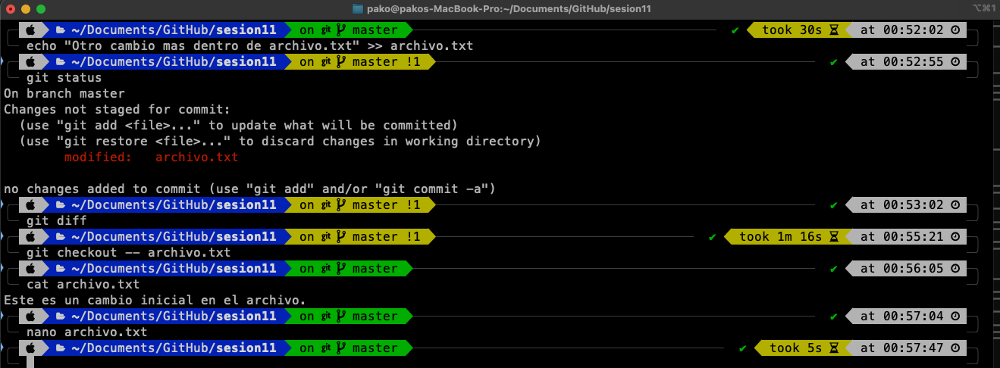 pako@pakos-MacBook-Pro:~/Documents/GitHub/sesion11 ⌥⌘1
~/Documents/GitHub/sesion11 on git master ✔ took 30s at 00:52:02
echo "Otro cambio mas dentro de archivo.txt" >> archivo.txt
~/Documents/GitHub/sesion11 on git master !1 ✔ at 00:52:55
git status
On branch master
Changes not staged for commit:
(use "git add <file>..." to update what will be committed)
(use "git restore <file>..." to discard changes in working directory)
modified: archivo.txt
no changes added to commit (use "git add" and/or "git commit -a")
~/Documents/GitHub/sesion11 on git master !1 ✔ at 00:53:02
git diff
~/Documents/GitHub/sesion11 on git master !1 ✔ took 1m 16s at 00:55:21
git checkout -- archivo.txt
~/Documents/GitHub/sesion11 on git master ✔ at 00:56:05
cat archivo.txt
Este es un cambio inicial en el archivo.
~/Documents/GitHub/sesion11 on git master ✔ at 00:57:04
nano archivo.txt
~/Documents/GitHub/sesion11 on git master ✔ took 5s at 00:57:47